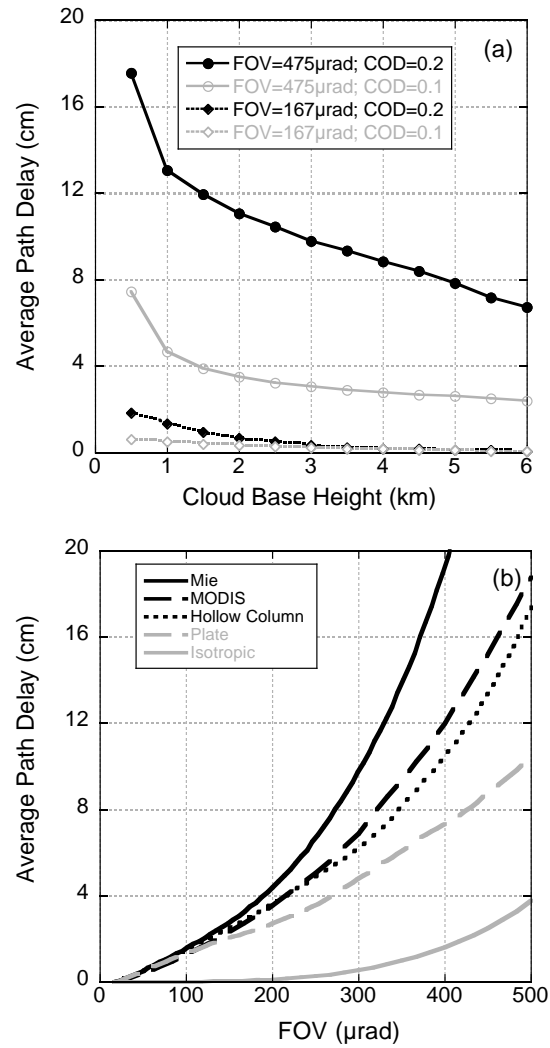 20
(a)
FOV=475μrad; COD=0.2
FOV=475μrad; COD=0.1
FOV=167μrad; COD=0.2
FOV=167μrad; COD=0.1
16
12
8
4
0
Average Path Delay (cm)
0 1 2 3 4 5 6
Cloud Base Height (km)
20
(b)
Mie
MODIS
Hollow Column
Plate
Isotropic
16
12
8
4
0
Average Path Delay (cm)
0 100 200 300 400 500
FOV (μrad)